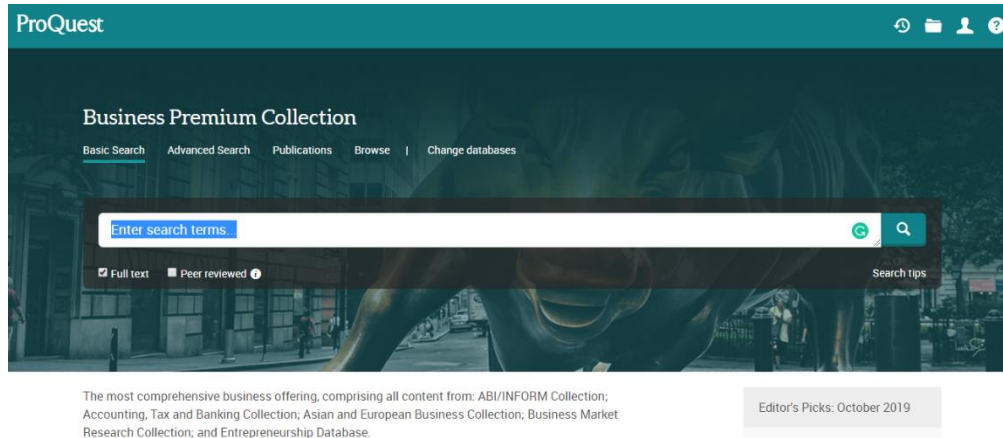 ProQuest
Business Premium Collection
Basic Search Advanced Search Publications Browse | Change databases
Enter search terms...
Full text Peer reviewed
Search tips
The most comprehensive business offering, comprising all content from: ABI/INFORM Collection;
Accounting, Tax and Banking Collection; Asian and European Business Collection; Business Market
Research Collection; and Entrepreneurship Database.
Editor's Picks: October 2019